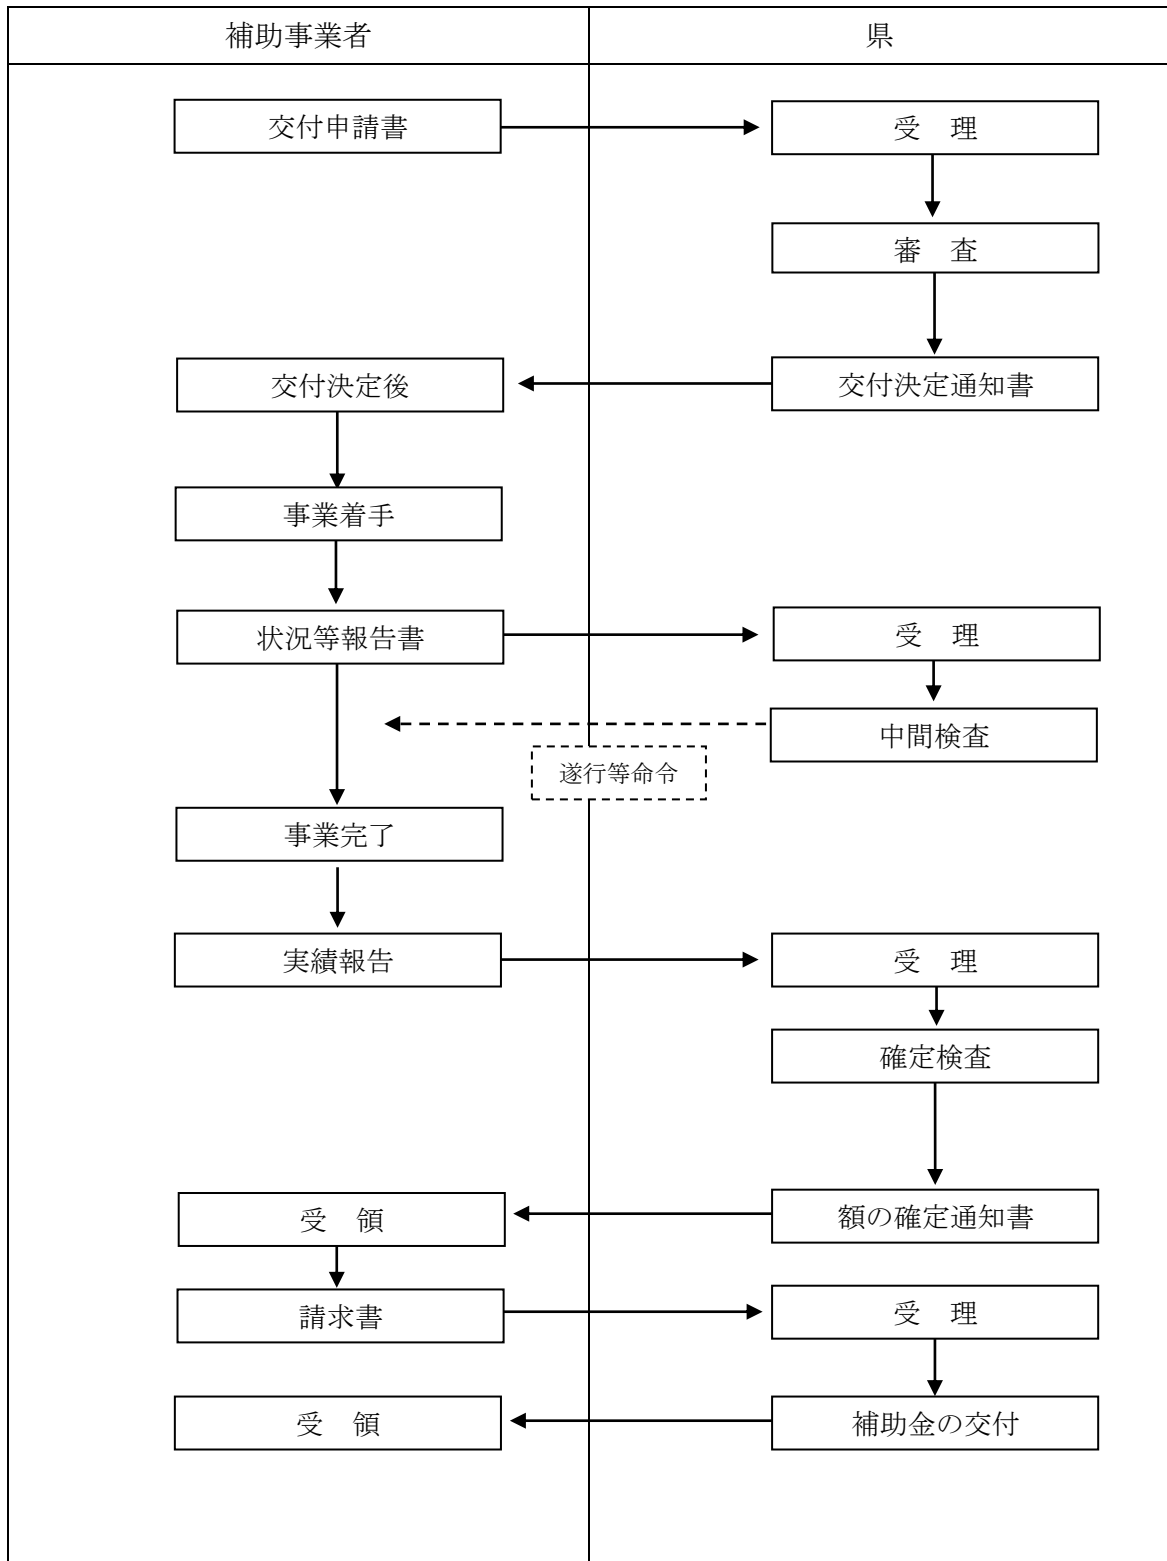 補助事業者
県
交付申請書
受　理
審　査
交付決定後
交付決定通知書
事業着手
状況等報告書
受　理
中間検査
遂行等命令
事業完了
実績報告
受　理
確定検査
受　領
額の確定通知書
請求書
受　理
受　領
補助金の交付